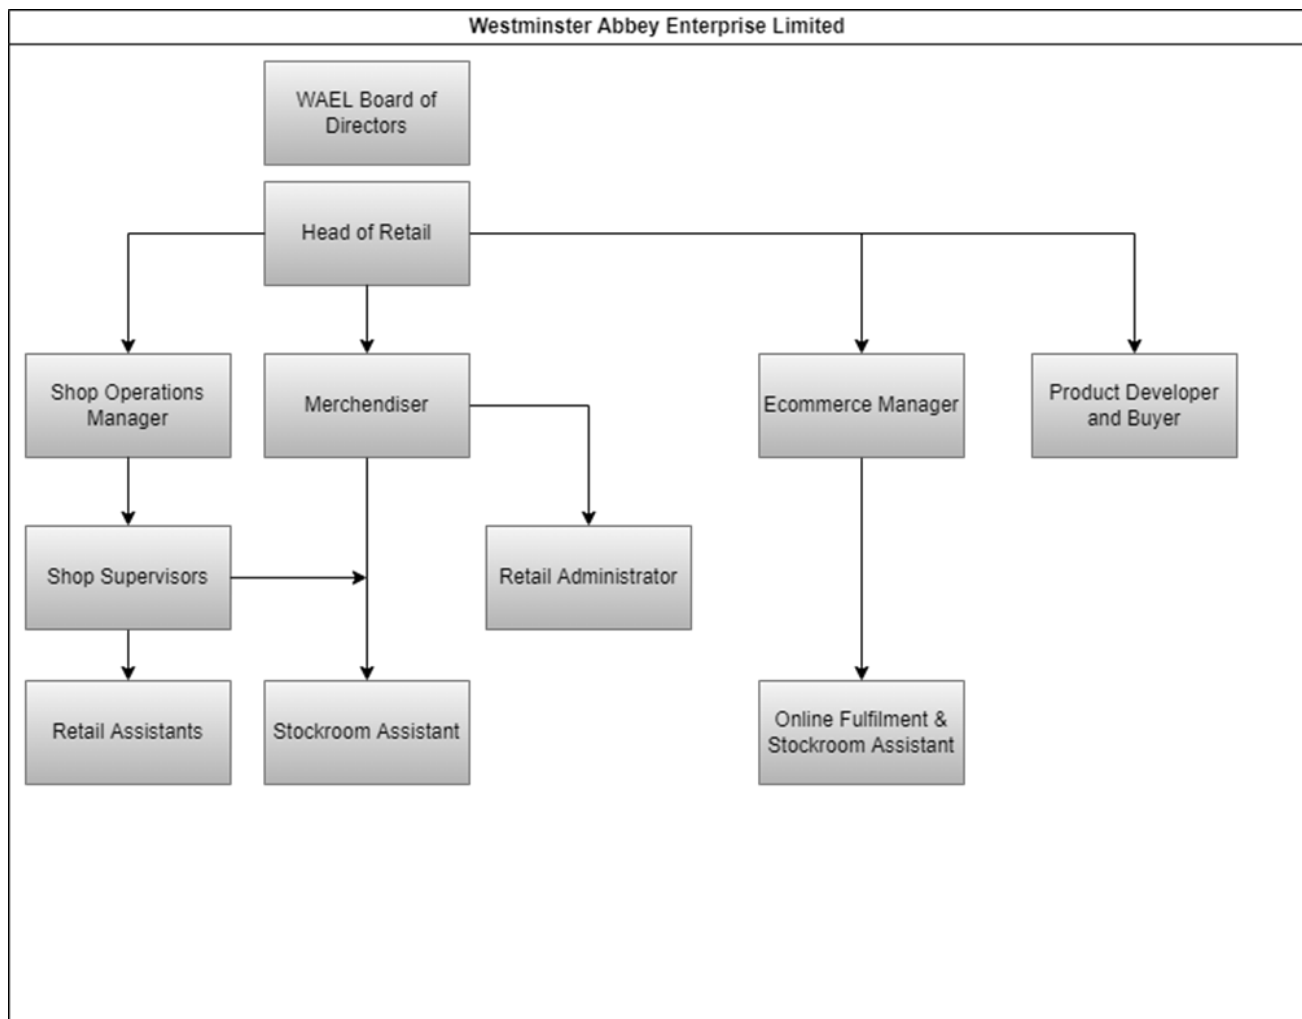 Westminster Abbey Enterprise Limited
WAEL Board of
Directors
Head of Retail
Shop Operations
Manager
Merchendiser
Ecommerce Manager
Product Developer
and Buyer
Shop Supervisors
Retail Administrator
Retail Assistants
Stockroom Assistant
Online Fulfilment &
Stockroom Assistant